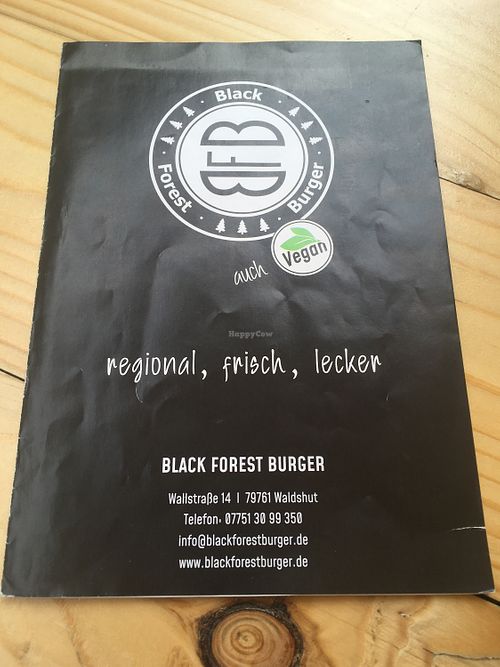 · Black ·
Forest · Burger
BFB
auch Vegan
HappyCow
regional, frisch, lecker
BLACK FOREST BURGER
Wallstraße 14 I 79761 Waldshut
Telefon: 07751 30 99 350
info@blackforestburger.de
www.blackforestburger.de